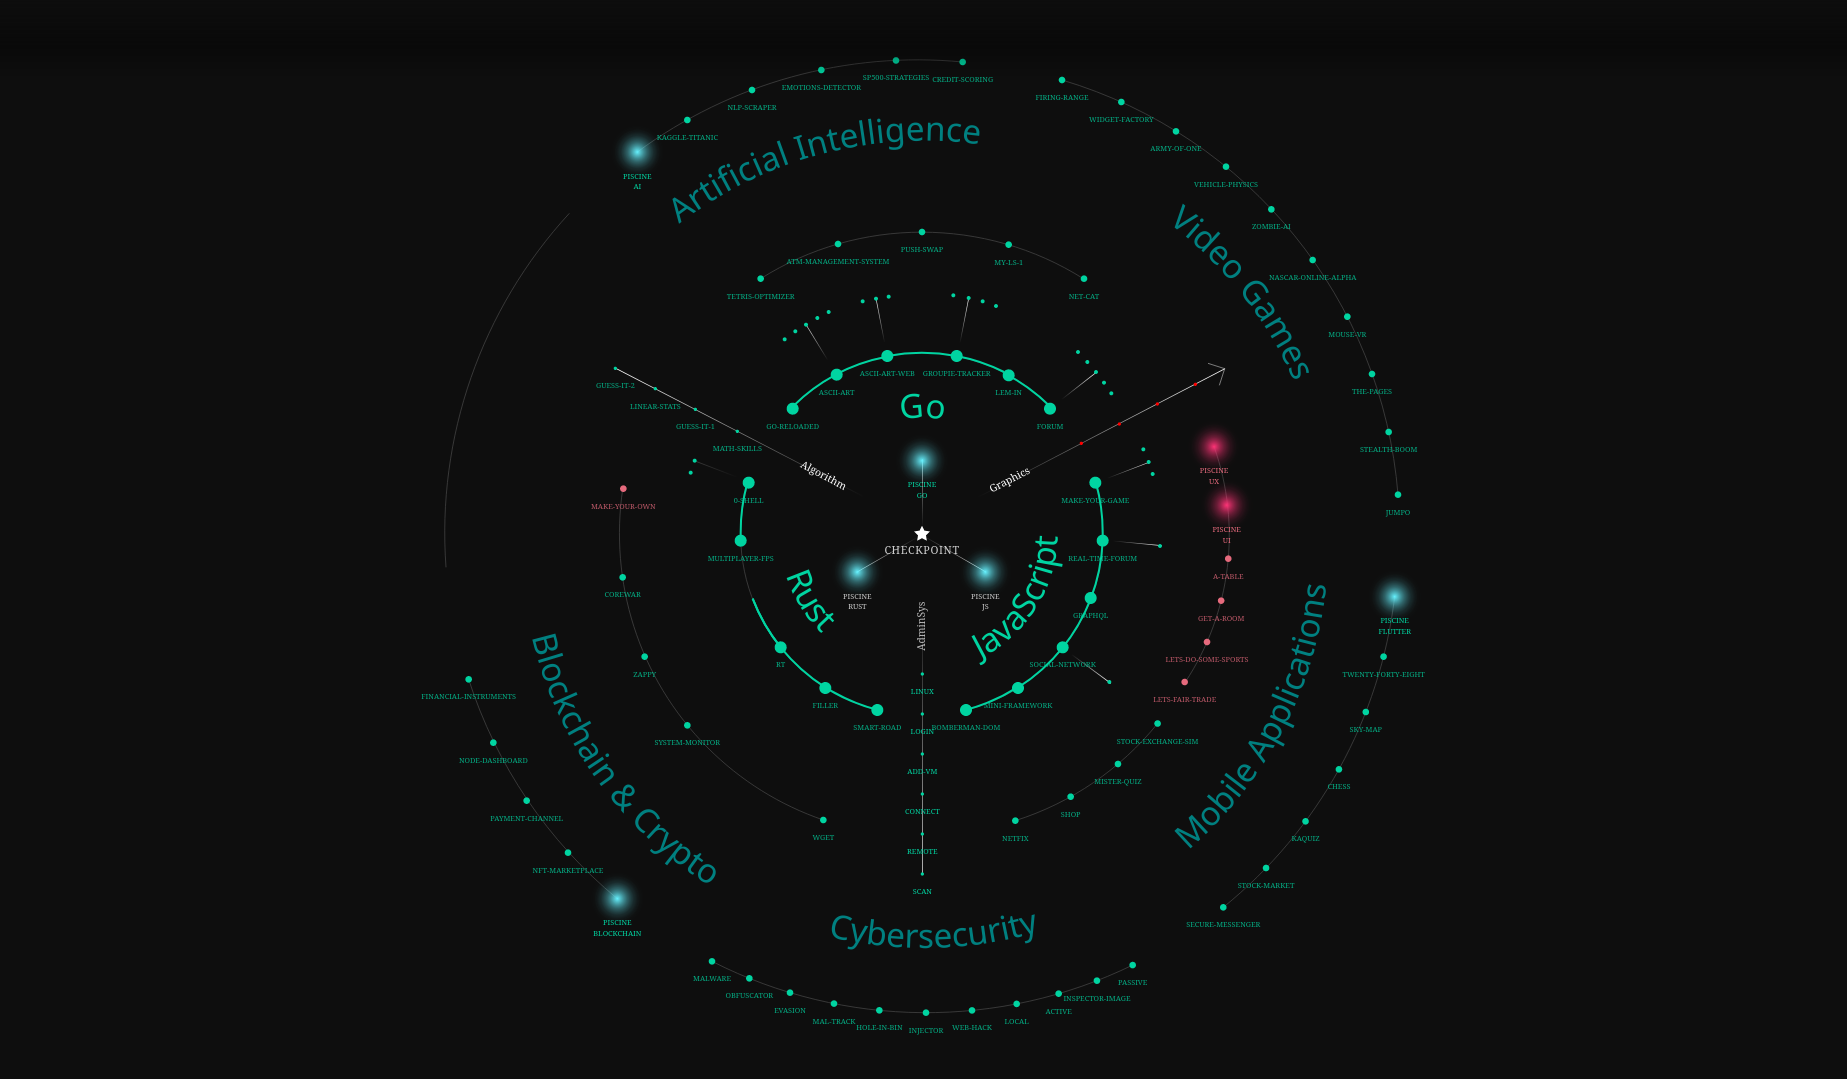 SP500-STRATEGIES
CREDIT-SCORING
EMOTIONS-DETECTOR
NLP-SCRAPER
KAGGLE-TITANIC
PISCINE
AI
Artificial Intelligence
FIRING-RANGE
WIDGET-FACTORY
ARMY-OF-ONE
VEHICLE-PHYSICS
ZOMBIE-AI
NASCAR-ONLINE-ALPHA
MOUSE-VR
THE-PAGES
STEALTH-BOOM
JUMPO
Video Games
TETRIS-OPTIMIZER
ATM-MANAGEMENT-SYSTEM
PUSH-SWAP
MY-LS-1
NET-CAT
GO-RELOADED
ASCII-ART
ASCII-ART-WEB
GROUPIE-TRACKER
LEM-IN
FORUM
Go
GUESS-IT-2
LINEAR-STATS
GUESS-IT-1
MATH-SKILLS
Algorithm
Graphics
PISCINE
GO
CHECKPOINT
PISCINE
RUST
PISCINE
JS
0-SHELL
MULTIPLAYER-FPS
RT
FILLER
SMART-ROAD
Rust
MAKE-YOUR-GAME
REAL-TIME-FORUM
GRAPHQL
SOCIAL-NETWORK
MINI-FRAMEWORK
BOMBERMAN-DOM
JavaScript
AdminSys
LINUX
LOGIN
ADD-VM
CONNECT
REMOTE
SCAN
MAKE-YOUR-OWN
COREWAR
ZAPPY
SYSTEM-MONITOR
WGET
PISCINE
UX
PISCINE
UI
A-TABLE
GET-A-ROOM
LETS-DO-SOME-SPORTS
LETS-FAIR-TRADE
STOCK-EXCHANGE-SIM
MISTER-QUIZ
SHOP
NETFIX
FINANCIAL-INSTRUMENTS
NODE-DASHBOARD
PAYMENT-CHANNEL
NFT-MARKETPLACE
PISCINE
BLOCKCHAIN
Blockchain & Crypto
PISCINE
FLUTTER
TWENTY-FORTY-EIGHT
SKY-MAP
CHESS
KAQUIZ
STOCK-MARKET
SECURE-MESSENGER
Mobile Applications
Cybersecurity
MALWARE
OBFUSCATOR
EVASION
MAL-TRACK
HOLE-IN-BIN
INJECTOR
WEB-HACK
LOCAL
ACTIVE
INSPECTOR-IMAGE
PASSIVE